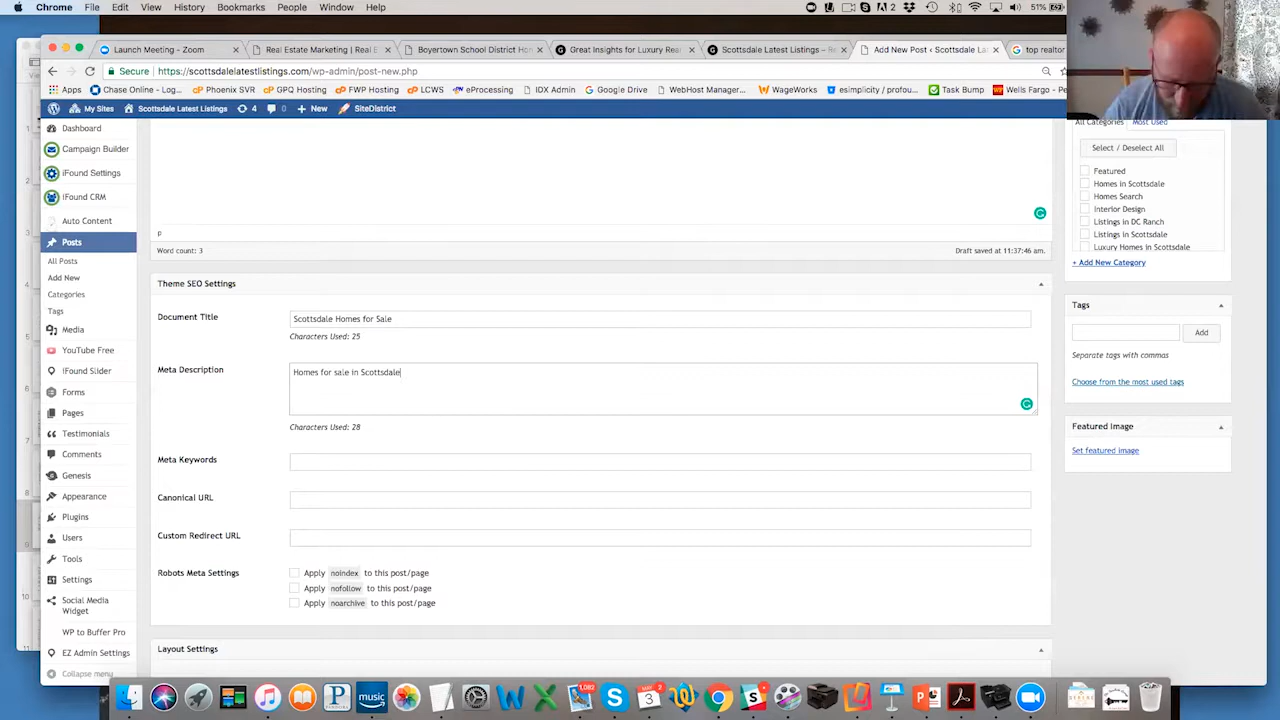 Chrome File Edit View History Bookmarks People Window Help
2 51%
Launch Meeting - Zoom
Real Estate Marketing | Real E
Boyertown School District Hom
Great Insights for Luxury Real
Scottsdale Latest Listings – Re
Add New Post ‹ Scottsdale Lat
top realtor
Secure https://scottsdalelatestlistings.com/wp-admin/post-new.php
Apps Chase Online - Log... Phoenix SVR GPQ Hosting FWP Hosting LCWS eProcessing IDX Admin Google Drive WebHost Manager... WageWorks esimplicity / profou... Task Bump Wells Fargo - Pers
My Sites Scottsdale Latest Listings 4 0 New SiteDistrict
Dashboard
Campaign Builder
iFound Settings
iFound CRM
Auto Content
Posts
All Posts
Add New
Categories
Tags
Media
YouTube Free
iFound Slider
Forms
Pages
Testimonials
Comments
Genesis
Appearance
Plugins
Users
Tools
Settings
Social Media
Widget
WP to Buffer Pro
EZ Admin Settings
Collapse menu
p
Word count: 3
Draft saved at 11:37:46 am.
Theme SEO Settings
Document Title
Scottsdale Homes for Sale
Characters Used: 25
Meta Description
Homes for sale in Scottsdale
Characters Used: 28
Meta Keywords
Canonical URL
Custom Redirect URL
Robots Meta Settings
Apply noindex to this post/page
Apply nofollow to this post/page
Apply noarchive to this post/page
Layout Settings
All Categories Most Used
Select / Deselect All
Featured
Homes in Scottsdale
Homes Search
Interior Design
Listings in DC Ranch
Listings in Scottsdale
Luxury Homes in Scottsdale
+ Add New Category
Tags
Add
Separate tags with commas
Choose from the most used tags
Featured Image
Set featured image
music